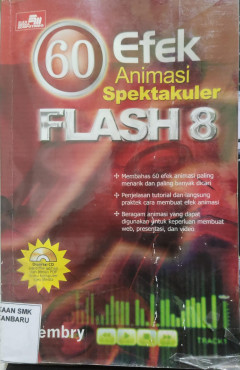 60 Efek
Animasi
Spektakuler
FLASH 8
Membahas 60 efek animasi paling
menarik dan paling banyak dicari
Penjelasan tutorial dan langsung
praktek cara membuat efek animasi
Beragam animasi yang dapat
digunakan untuk keperluan membuat
web, presentasi, dan video
AAN SMK
ANBARU
embry
TRACK